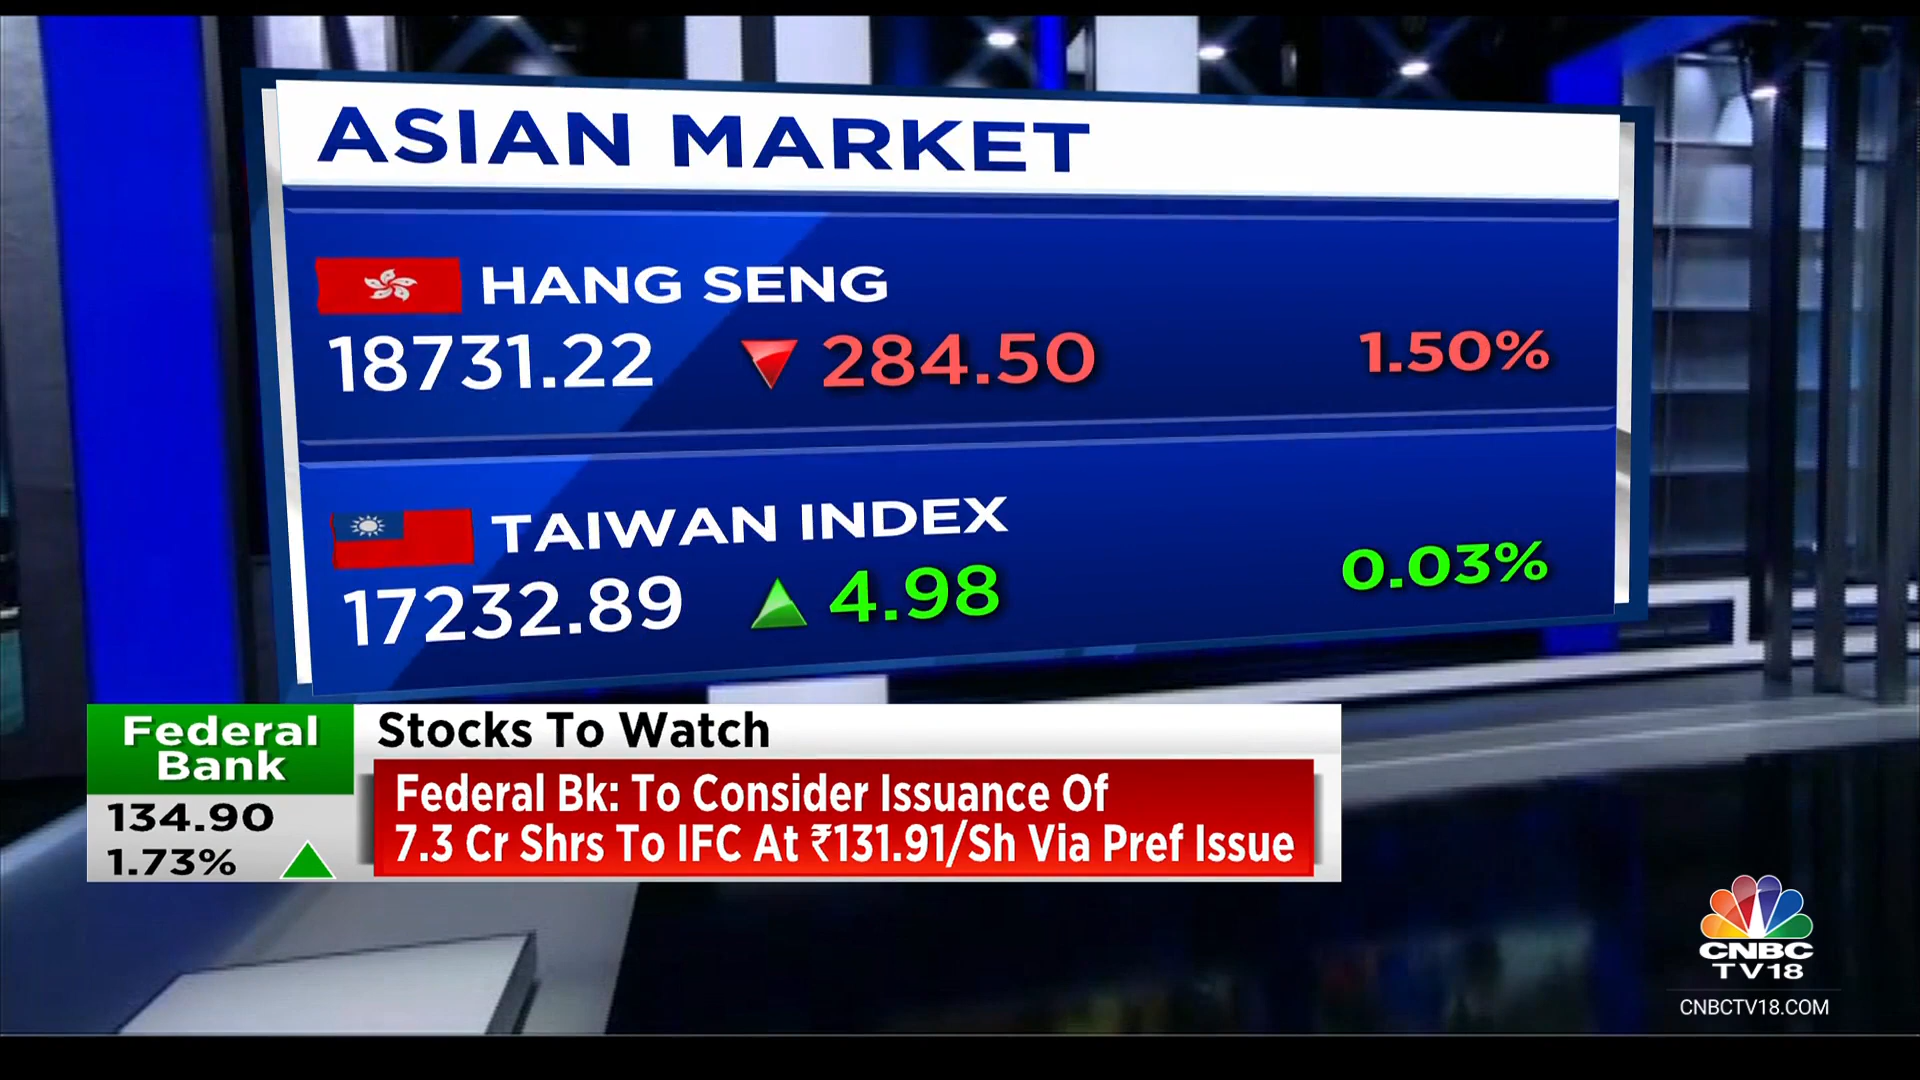 ASIAN MARKET
HANG SENG
18731.22 ▼ 284.50 1.50%
TAIWAN INDEX
17232.89 ▲ 4.98 0.03%
Federal
Bank
134.90
1.73% ▲
Stocks To Watch
Federal Bk: To Consider Issuance Of
7.3 Cr Shrs To IFC At ₹131.91/Sh Via Pref Issue
CNBC
TV18
CNBCTV18.COM